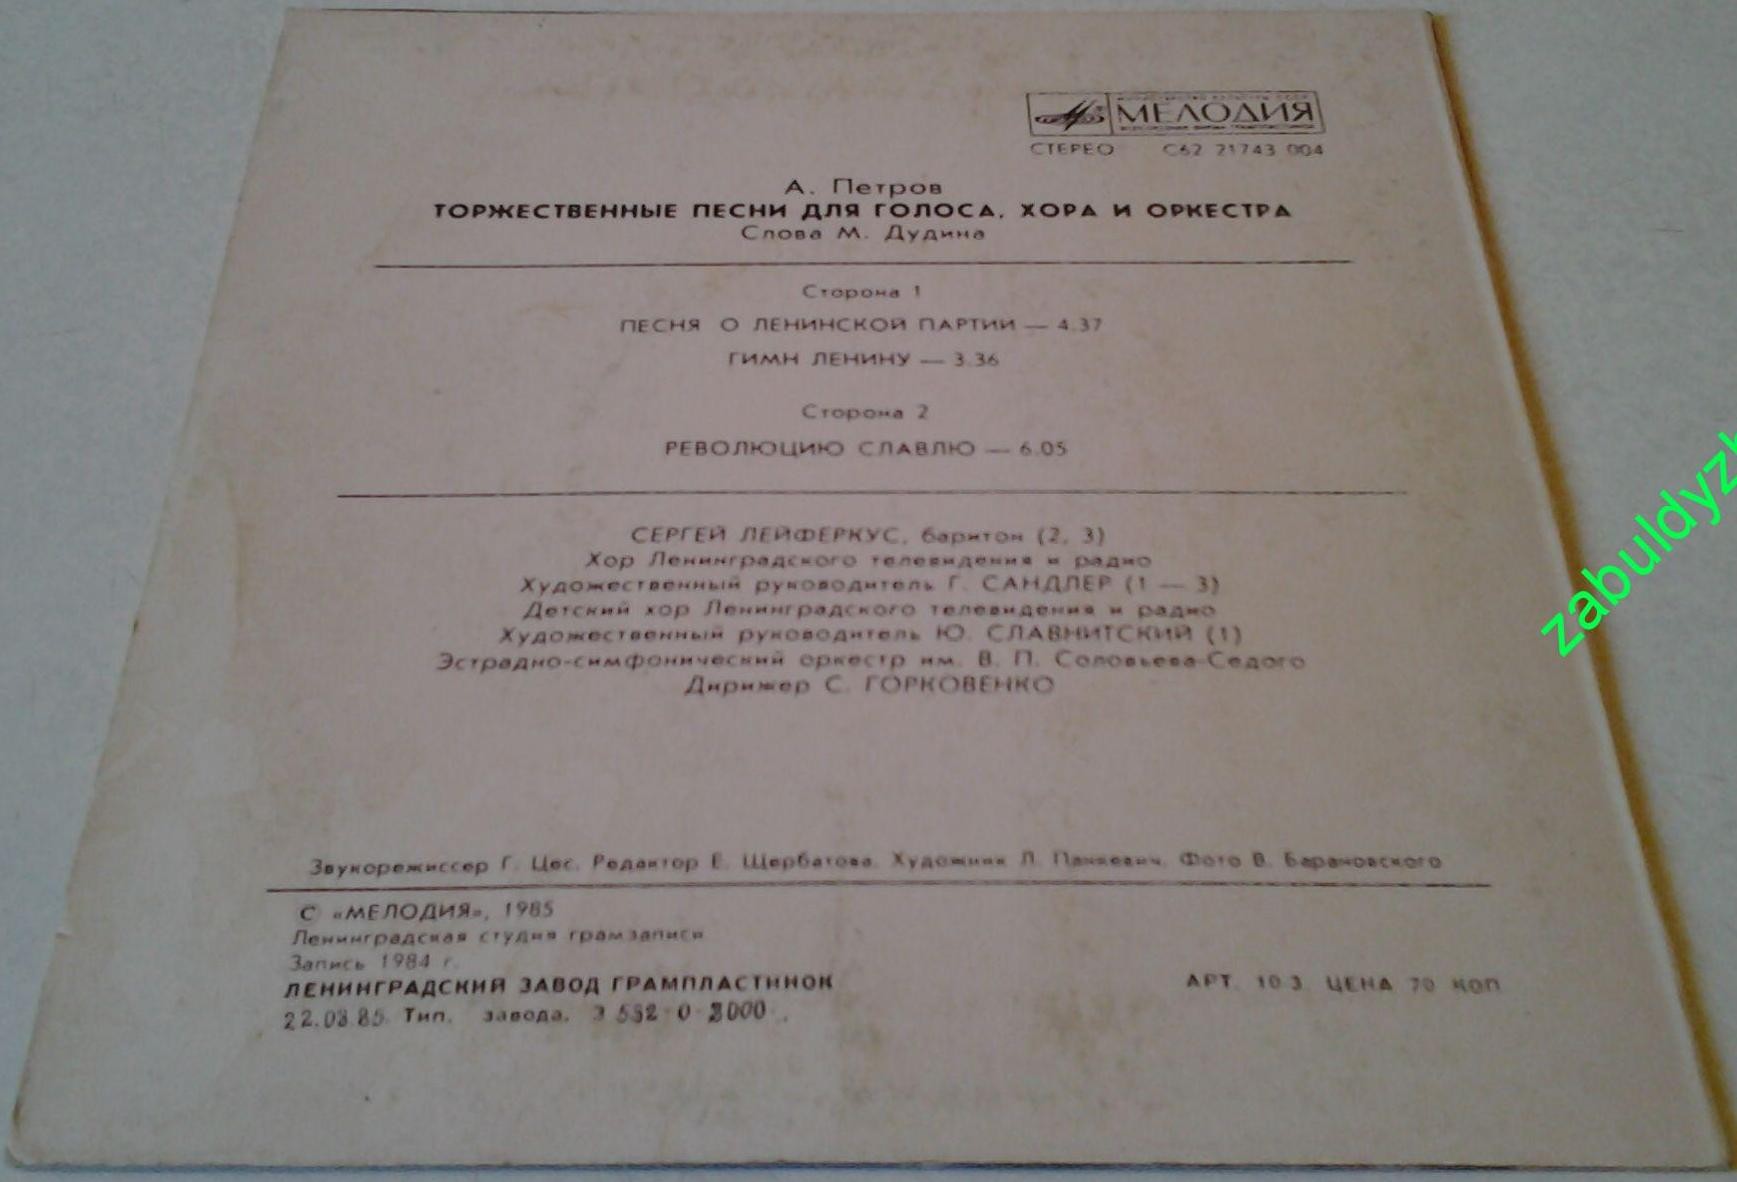 МЕЛОДИЯ
СТЕРЕО С62 21743 004
А. Петров
ТОРЖЕСТВЕННЫЕ ПЕСНИ ДЛЯ ГОЛОСА, ХОРА И ОРКЕСТРА
Слова М. Дудина
Сторона 1
ПЕСНЯ О ЛЕНИНСКОЙ ПАРТИИ — 4.37
ГИМН ЛЕНИНУ — 3.36
Сторона 2
РЕВОЛЮЦИЮ СЛАВЛЮ — 6.05
СЕРГЕЙ ЛЕЙФЕРКУС, баритон (2, 3)
Хор Ленинградского телевидения и радио
Художественный руководитель Г. САНДЛЕР (1 — 3)
Детский хор Ленинградского телевидения и радио
Художественный руководитель Ю. СЛАВНИТСКИЙ (1)
Эстрадно-симфонический оркестр им. В. П. Соловьева-Седого
Дирижер С. ГОРКОВЕНКО
Звукорежиссер Г. Цес. Редактор Е. Щербатова. Художник Л. Фото В. Барановского
С «МЕЛОДИЯ», 1985
Ленинградская студия грамзаписи
Запись 1984 г.
ЛЕНИНГРАДСКИЙ ЗАВОД ГРАМПЛАСТИНОК
АРТ. 10-3. ЦЕНА 70 КОП
22.03.85. Тип. завода.
zabuldyzh